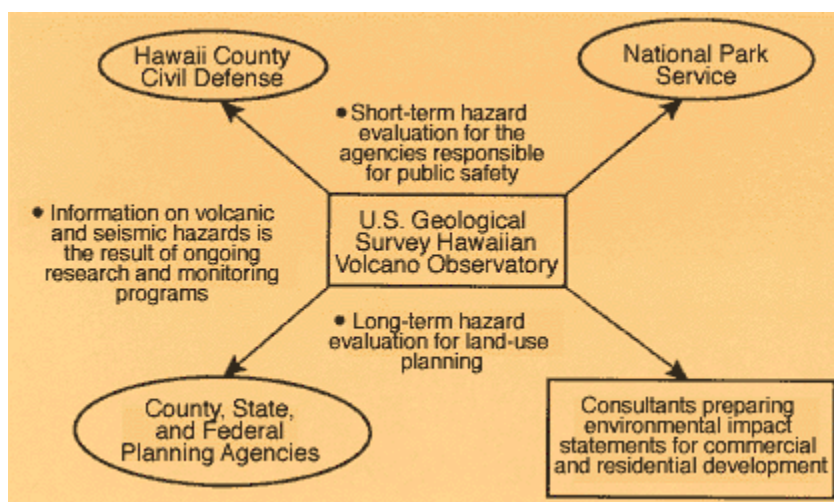 Hawaii County
Civil Defense
National Park
Service
• Short-term hazard
evaluation for the
agencies responsible
for public safety
• Information on volcanic
and seismic hazards is
the result of ongoing
research and monitoring
programs
U.S. Geological
Survey Hawaiian
Volcano Observatory
• Long-term hazard
evaluation for land-use
planning
County, State,
and Federal
Planning Agencies
Consultants preparing
environmental impact
statements for commercial
and residential development